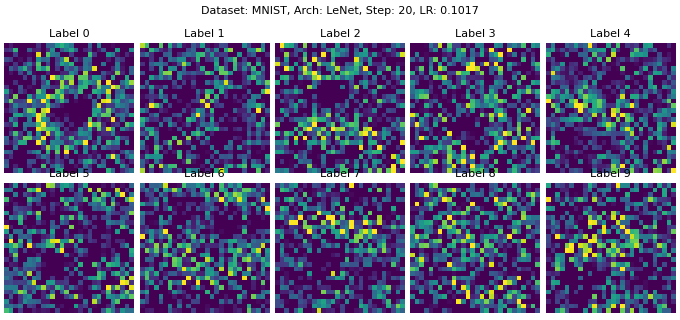 Dataset: MNIST, Arch: LeNet, Step: 20, LR: 0.1017
Label 0 Label 1 Label 2 Label 3 Label 4
Label 5 Label 6 Label 7 Label 8 Label 9